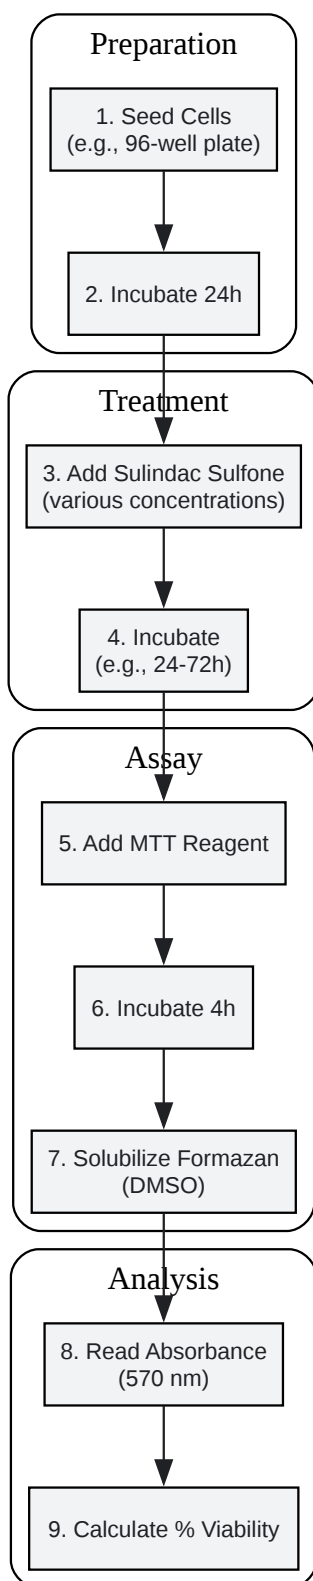 Preparation
1. Seed Cells
(e.g., 96-well plate)
2. Incubate 24h
Treatment
3. Add Sulindac Sulfone
(various concentrations)
4. Incubate
(e.g., 24-72h)
Assay
5. Add MTT Reagent
6. Incubate 4h
7. Solubilize Formazan
(DMSO)
Analysis
8. Read Absorbance
(570 nm)
9. Calculate % Viability